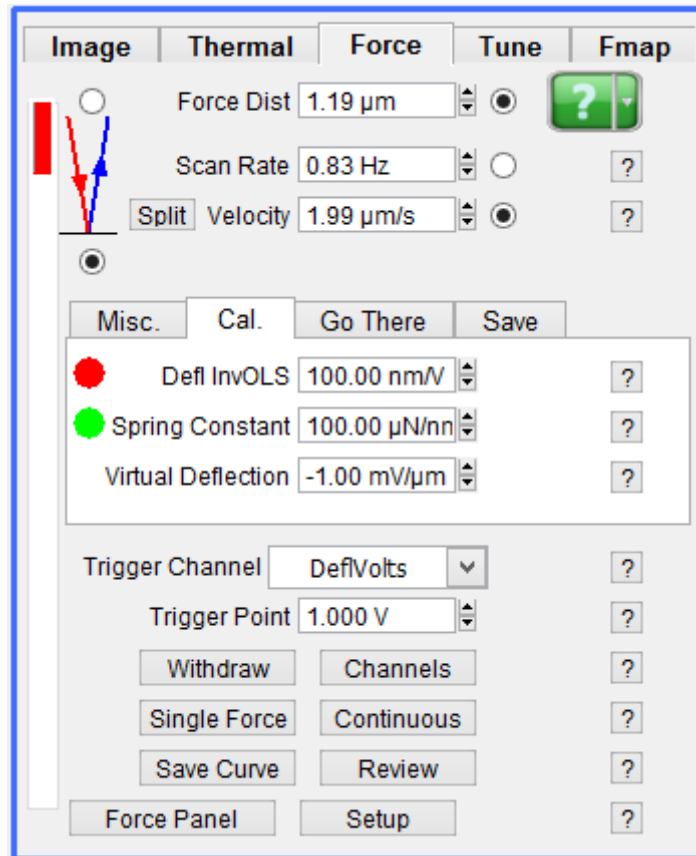 Image Thermal Force Tune Fmap
Force Dist 1.19 µm ?
Scan Rate 0.83 Hz ?
Split Velocity 1.99 µm/s ?
Misc. Cal. Go There Save
Defl InvOLS 100.00 nm/V ?
Spring Constant 100.00 µN/nn ?
Virtual Deflection -1.00 mV/µm ?
Trigger Channel DeflVolts ?
Trigger Point 1.000 V ?
Withdraw Channels ?
Single Force Continuous ?
Save Curve Review ?
Force Panel Setup ?